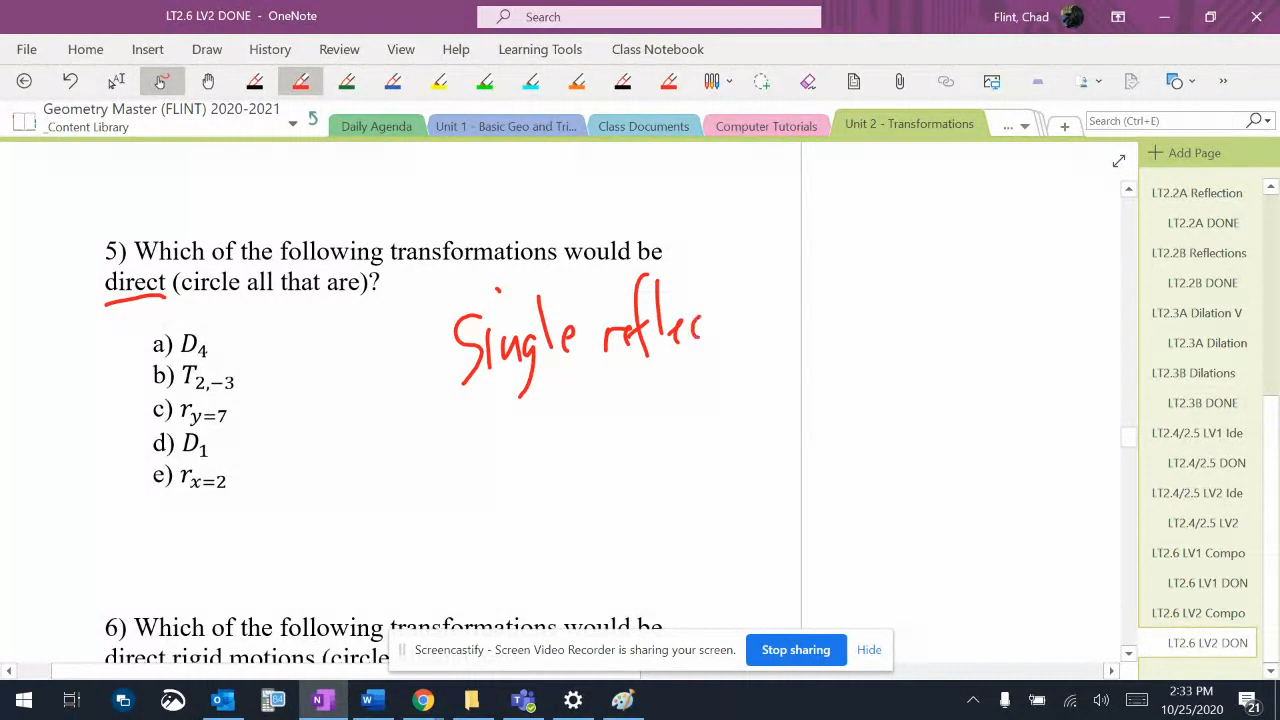 LT2.6 LV2 DONE - OneNote
Search
Flint, Chad
File Home Insert Draw History Review View Help Learning Tools Class Notebook
Geometry Master (FLINT) 2020-2021
_Content Library
Daily Agenda
Unit 1 - Basic Geo and Tri...
Class Documents
Computer Tutorials
Unit 2 - Transformations
...
Search (Ctrl+E)
Add Page
LT2.2A Reflection
LT2.2A DONE
LT2.2B Reflections
LT2.2B DONE
LT2.3A Dilation V
LT2.3A Dilation
LT2.3B Dilations
LT2.3B DONE
LT2.4/2.5 LV1 Ide
LT2.4/2.5 DON
LT2.4/2.5 LV2 Ide
LT2.4/2.5 LV2
LT2.6 LV1 Compo
LT2.6 LV1 DON
LT2.6 LV2 Compo
LT2.6 LV2 DON
5) Which of the following transformations would be
direct (circle all that are)?
single reflec
a) D₄
b) T₂,₋₃
c) r_y=7
d) D₁
e) r_x=2
6) Which of the following transformations would be
direct rigid motions (circle
Screencastify - Screen Video Recorder is sharing your screen.
Stop sharing
Hide
2:33 PM
10/25/2020
21